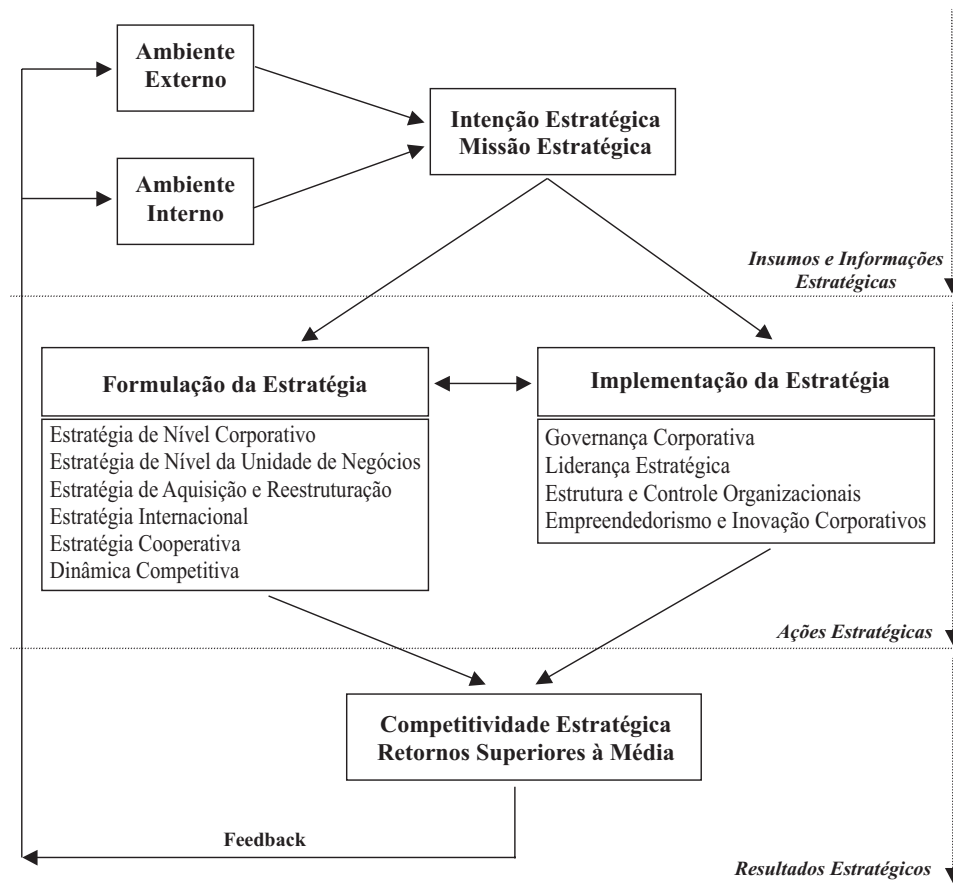 Ambiente
Externo
Intenção Estratégica
Missão Estratégica
Ambiente
Interno
Insumos e Informações
Estratégicas
Formulação da Estratégia
Estratégia de Nível Corporativo
Estratégia de Nível da Unidade de Negócios
Estratégia de Aquisição e Reestruturação
Estratégia Internacional
Estratégia Cooperativa
Dinâmica Competitiva
Implementação da Estratégia
Governança Corporativa
Liderança Estratégica
Estrutura e Controle Organizacionais
Empreendedorismo e Inovação Corporativos
Ações Estratégicas
Competitividade Estratégica
Retornos Superiores à Média
Feedback
Resultados Estratégicos